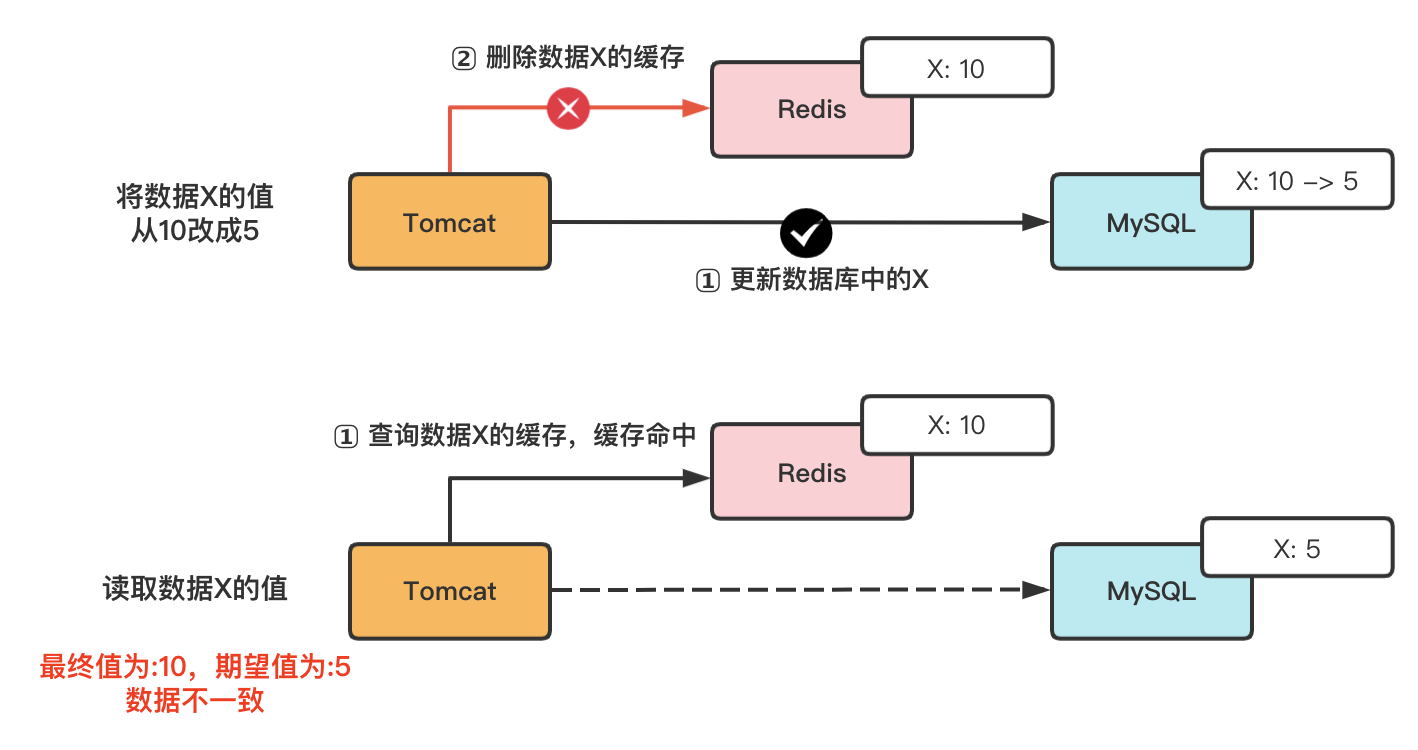 ② 删除数据X的缓存
X: 10
Redis
X: 10 –> 5
将数据X的值
从10改成5
Tomcat
MySQL
① 更新数据库中的X
X: 10
① 查询数据X的缓存，缓存命中
Redis
X: 5
读取数据X的值
Tomcat
MySQL
最终值为:10，期望值为:5
数据不一致